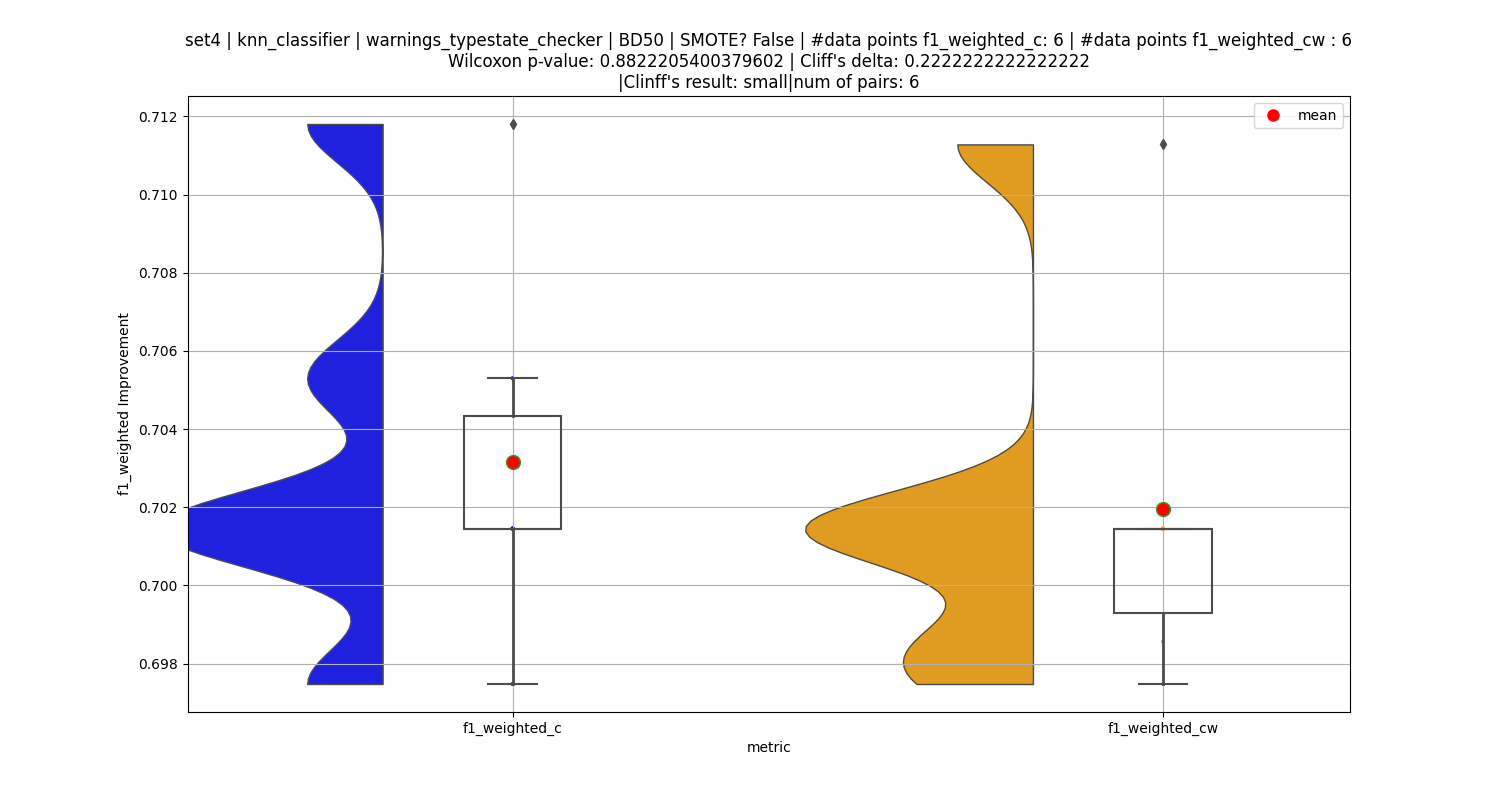 set4 | knn_classifier | warnings_typestate_checker | BD50 | SMOTE? False | #data points f1_weighted_c: 6 | #data points f1_weighted_cw : 6
Wilcoxon p-value: 0.8822205400379602 | Cliff's delta: 0.2222222222222222
|Clinff's result: small|num of pairs: 6
mean
0.712
0.710
0.708
0.706
0.704
0.702
0.700
0.698
f1_weighted Improvement
f1_weighted_c
f1_weighted_cw
metric